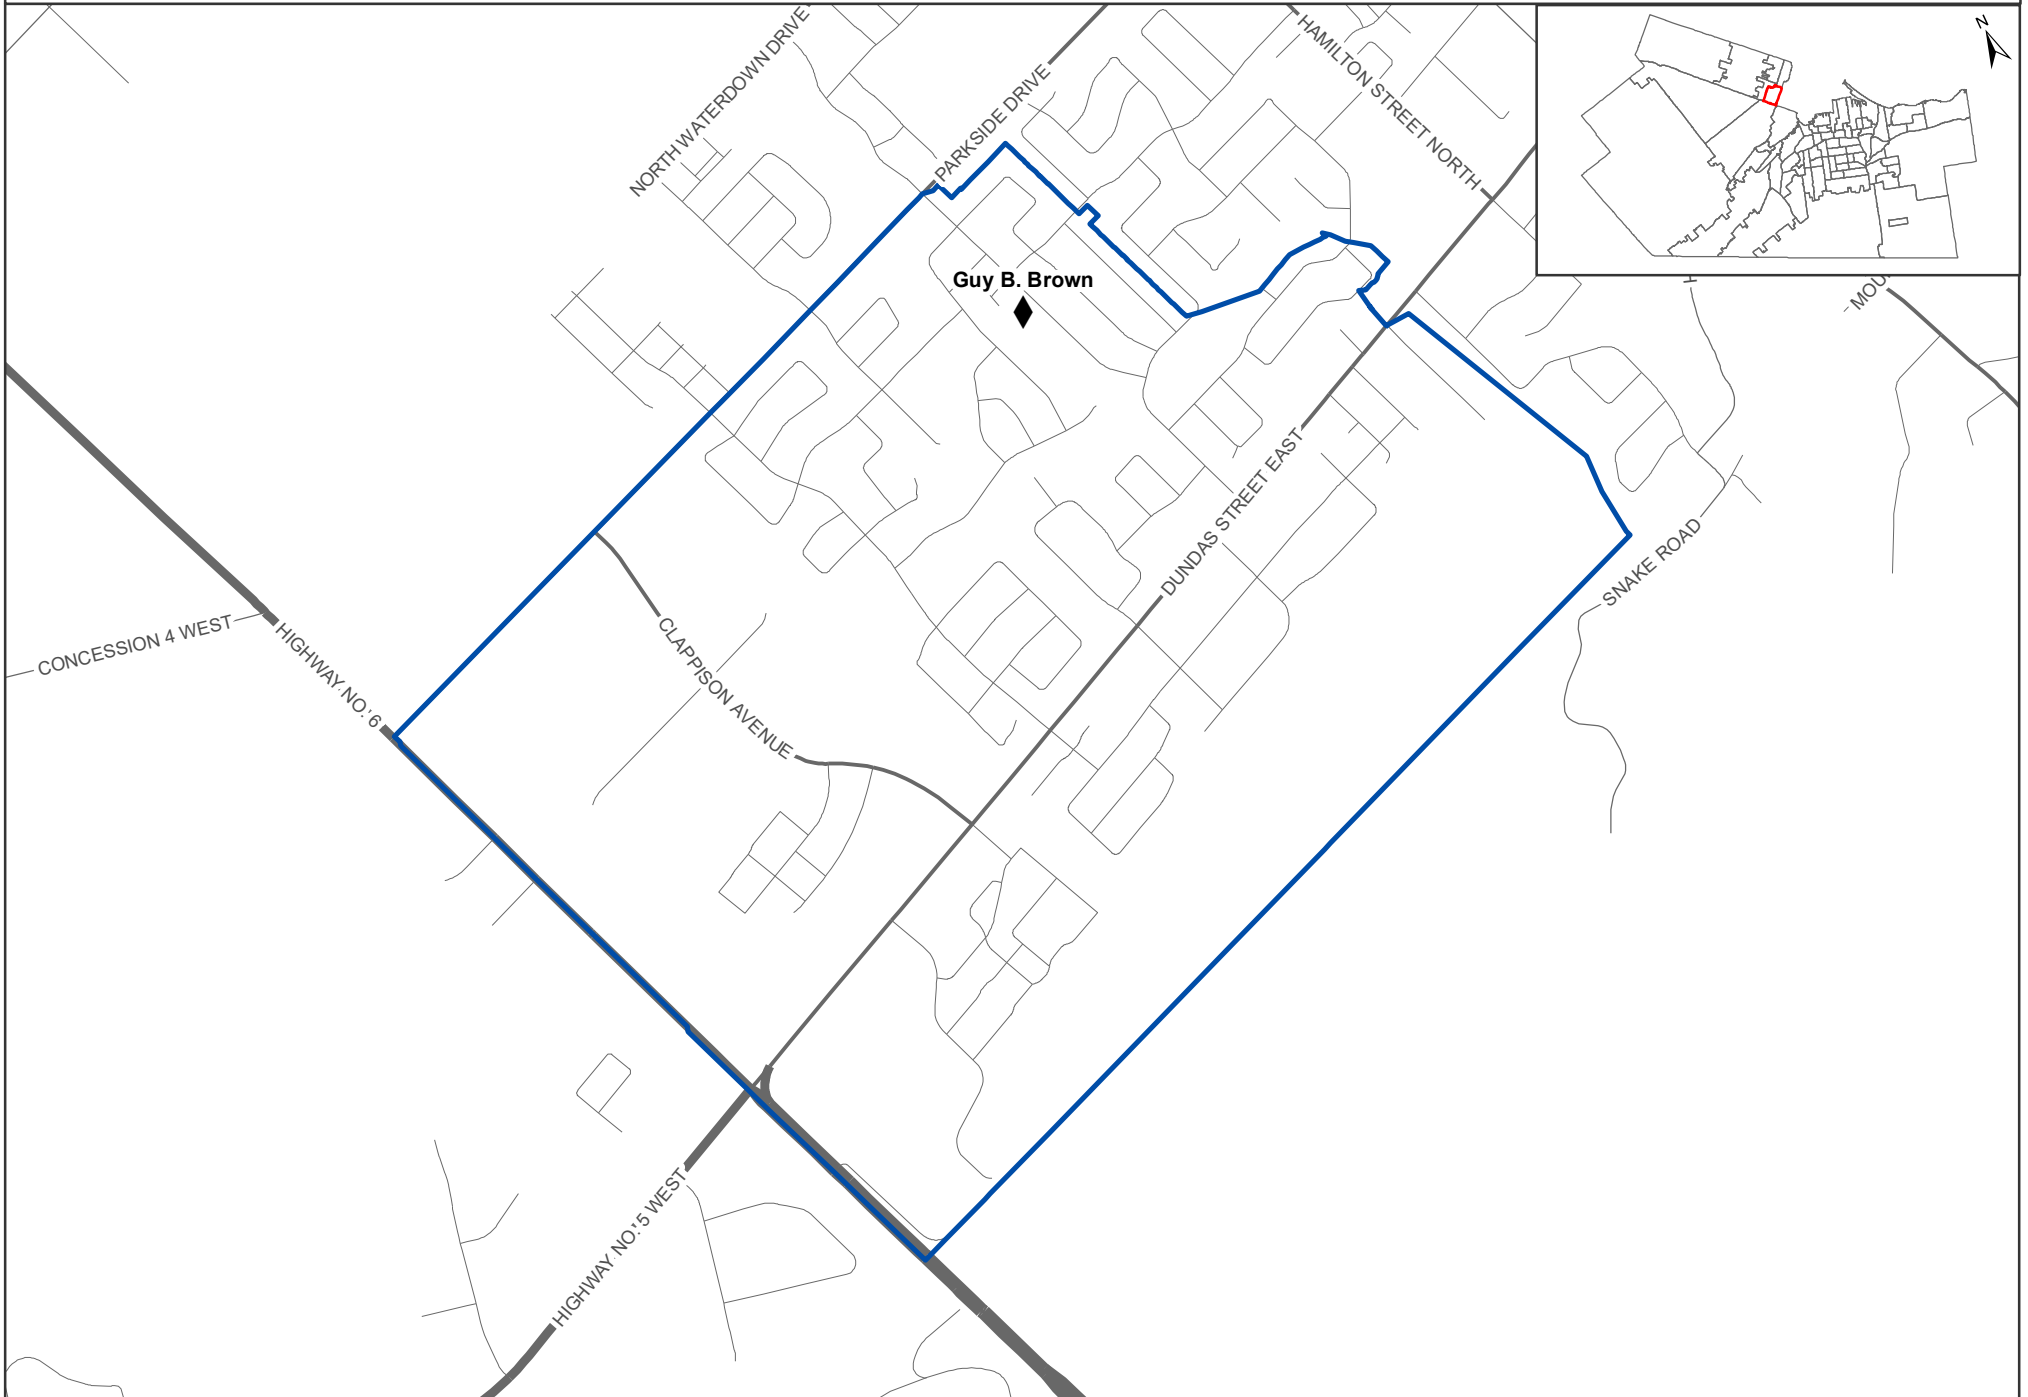 NORTH WATERDOWN DRIVE
PARKSIDE DRIVE
HAMILTON STREET NORTH
N
Guy B. Brown
MOU
DUNDAS STREET EAST
SNAKE ROAD
CONCESSION 4 WEST
HIGHWAY NO. 6
CLAPPISON AVENUE
HIGHWAY NO. 5 WEST